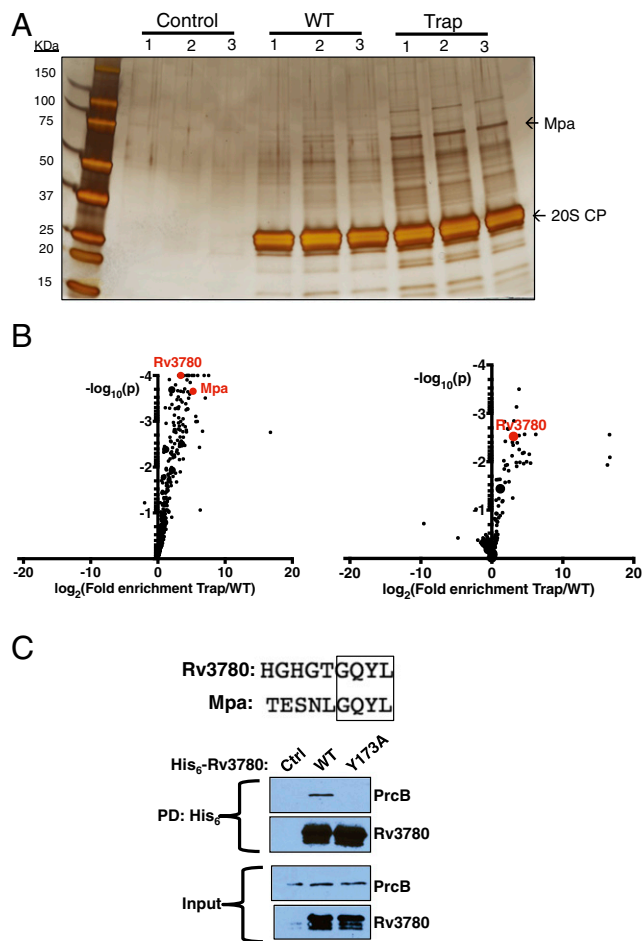 A
Control WT Trap
KDa 1 2 3 1 2 3 1 2 3
150
100
75
Mpa
50
37
25
20S CP
20
15
B
Rv3780
-4
-log10(p)
Mpa
-3
-2
-1
-20 -10 0 10 20
log2(Fold enrichment Trap/WT)
-4
-log10(p)
-3
Rv3780
-2
-1
-20 -10 0 10 20
log2(Fold enrichment Trap/WT)
C
Rv3780: HGHGTGQYL
Mpa: TESNLGQYL
His6-Rv3780: Ctrl WT Y173A
PrcB
PD: His6
Rv3780
PrcB
Input
Rv3780